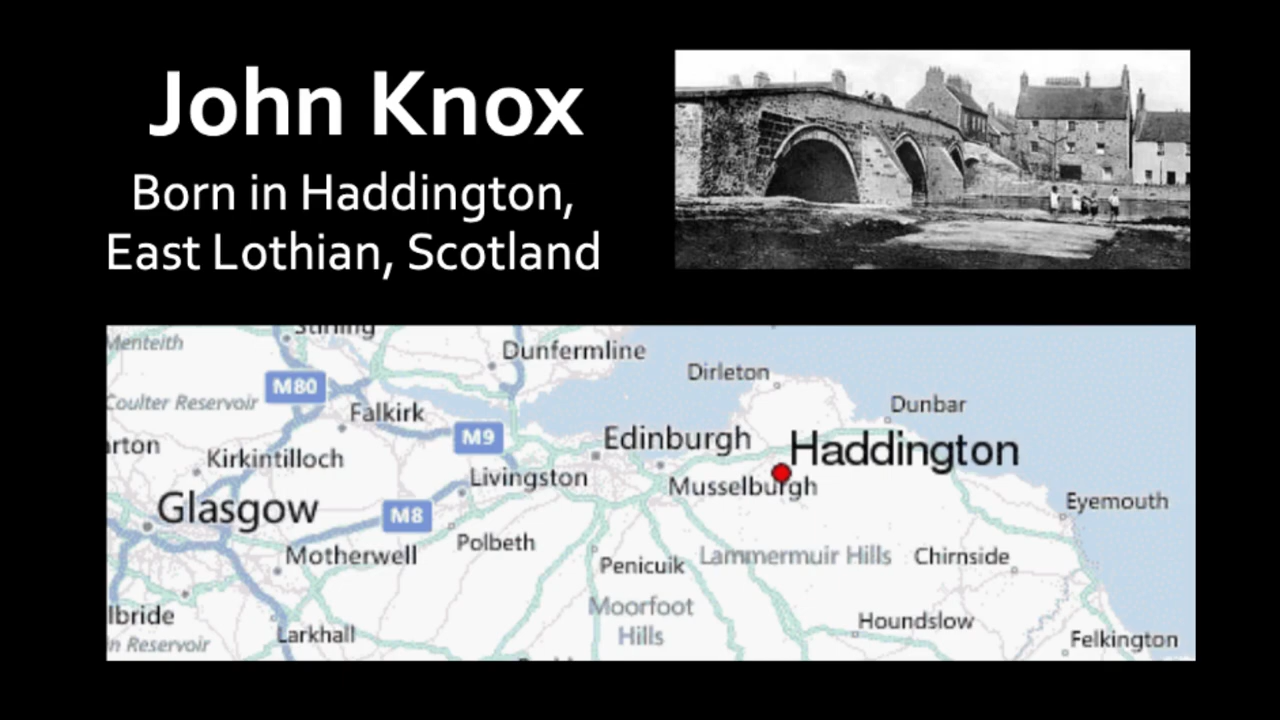 John Knox
Born in Haddington,
East Lothian, Scotland
Stirling
Menteith
Dunfermline
Dirleton
M80
Coulter Reservoir
Falkirk
Dunbar
M9
Edinburgh
Haddington
arton
Kirkintilloch
Livingston
Musselburgh
Eyemouth
Glasgow
M8
Polbeth
Motherwell
Penicuik
Lammermuir Hills
Chirnside
Moorfoot
Hills
lbride
Houndslow
n Reservoir
Larkhall
Felkington